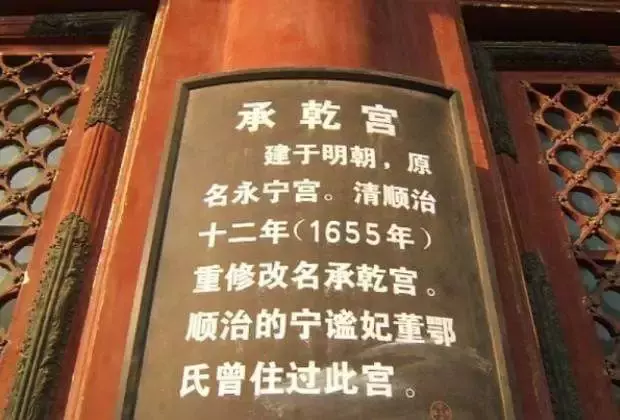 承乾宫
建于明朝，原
名永宁宫。清顺治
十二年（1655年）
重修改名承乾宫。
顺治的宁谧妃董鄂
氏曾住过此宫。